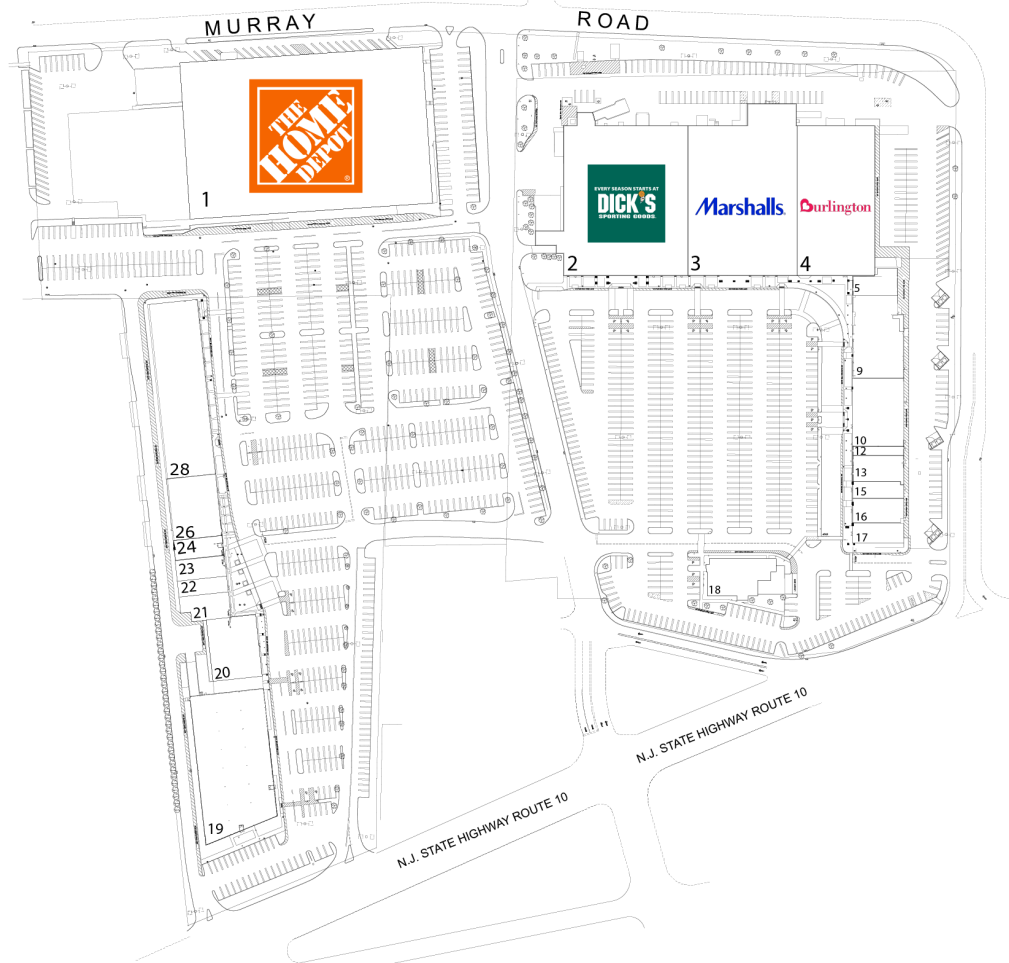 MURRAY ROAD
THE
HOME
DEPOT
1
EVERY SEASON STARTS AT
DICK'S
SPORTING GOODS
Marshalls
Burlington
2
3
4
5
9
10
12
13
15
16
17
18
28
26
24
23
22
21
20
19
N.J. STATE HIGHWAY ROUTE 10
N.J. STATE HIGHWAY ROUTE 10